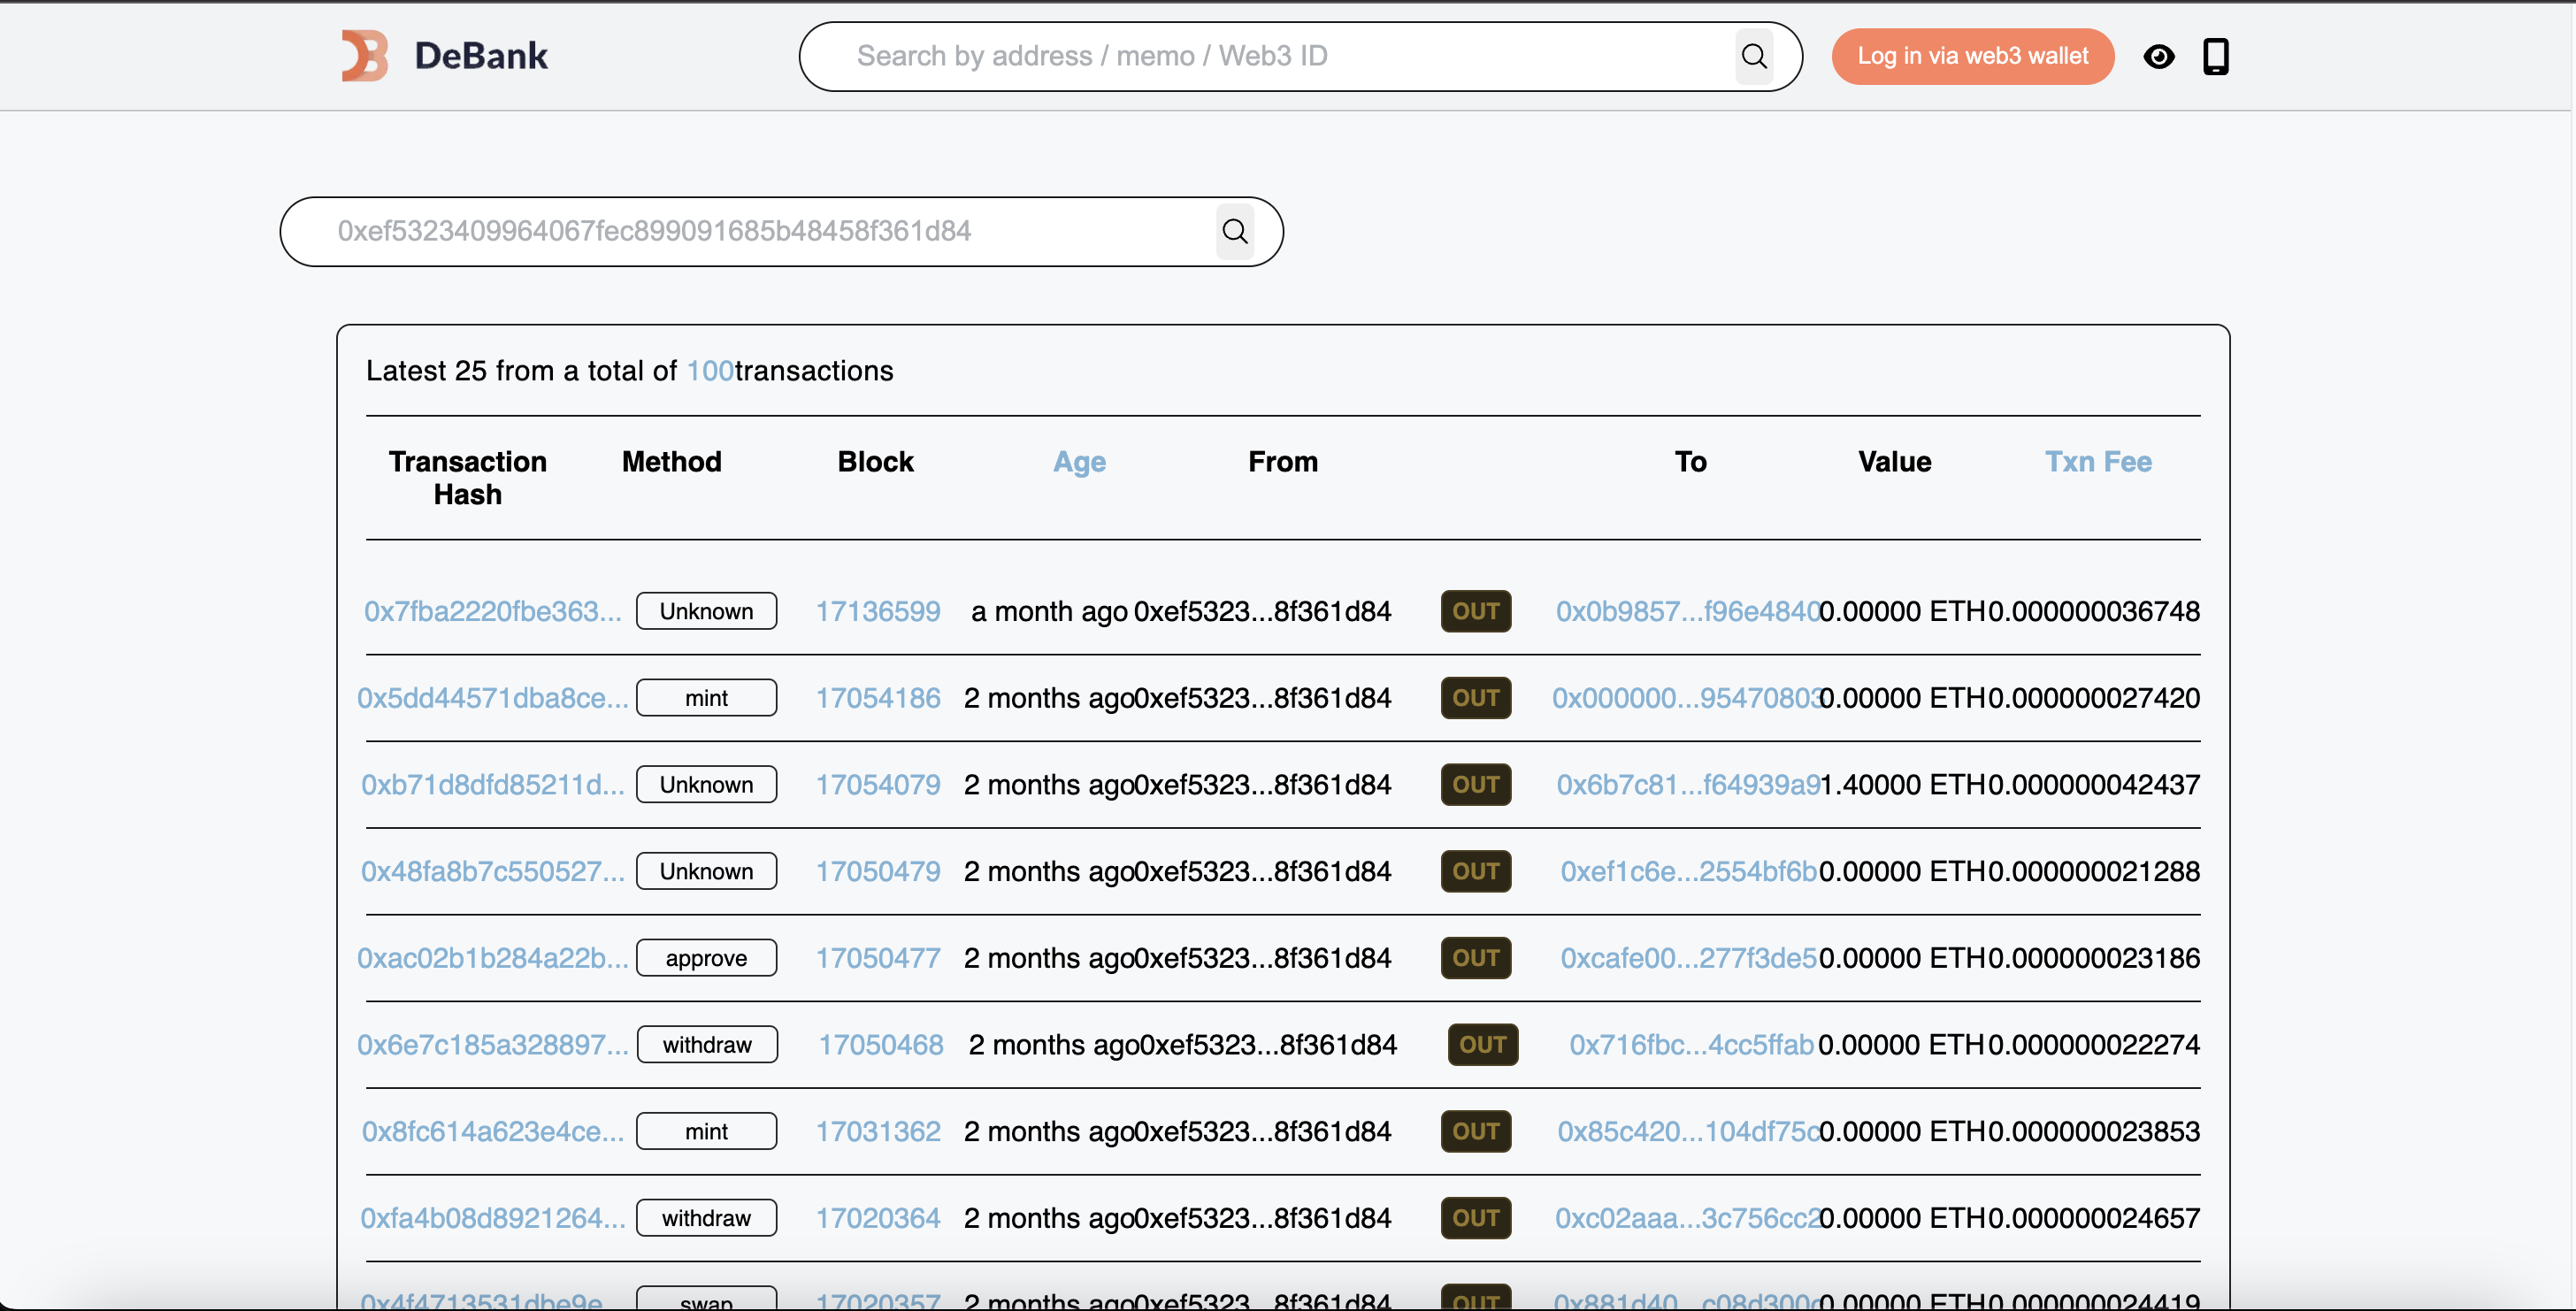 DeBank
Search by address / memo / Web3 ID
Log in via web3 wallet
0xef5323409964067fec899091685b48458f361d84
Latest 25 from a total of 100transactions
Transaction Hash Method Block Age From To Value Txn Fee
0x7fba2220fbe363... Unknown 17136599 a month ago 0xef5323...8f361d84 OUT 0x0b9857...f96e4840 0.00000 ETH 0.000000036748
0x5dd44571dba8ce... mint 17054186 2 months ago 0xef5323...8f361d84 OUT 0x000000...95470803 0.00000 ETH 0.000000027420
0xb71d8dfd85211d... Unknown 17054079 2 months ago 0xef5323...8f361d84 OUT 0x6b7c81...f64939a9 1.40000 ETH 0.000000042437
0x48fa8b7c550527... Unknown 17050479 2 months ago 0xef5323...8f361d84 OUT 0xef1c6e...2554bf6b 0.00000 ETH 0.000000021288
0xac02b1b284a22b... approve 17050477 2 months ago 0xef5323...8f361d84 OUT 0xcafe00...277f3de5 0.00000 ETH 0.000000023186
0x6e7c185a328897... withdraw 17050468 2 months ago 0xef5323...8f361d84 OUT 0x716fbc...4cc5ffab 0.00000 ETH 0.000000022274
0x8fc614a623e4ce... mint 17031362 2 months ago 0xef5323...8f361d84 OUT 0x85c420...104df75c 0.00000 ETH 0.000000023853
0xfa4b08d8921264... withdraw 17020364 2 months ago 0xef5323...8f361d84 OUT 0xc02aaa...3c756cc2 0.00000 ETH 0.000000024657
0x4f4713531dbe9e... swap 17020357 2 months ago 0xef5323...8f361d84 OUT 0x881d40...c08d300c 0.00000 ETH 0.000000024419